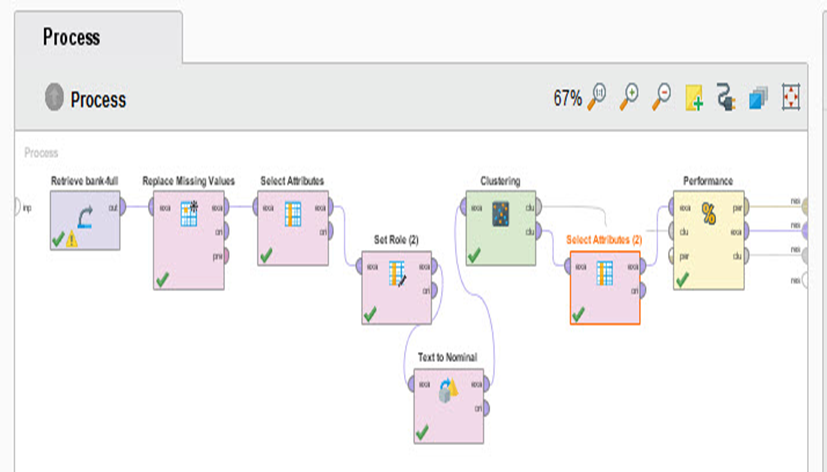 Process
Process
67%
Process
Retrieve bank-full
Replace Missing Values
Select Attributes
Clustering
Performance
inp
out
exa
exa
ori
pre
exa
exa
ori
Set Role (2)
exa
exa
ori
Text to Nominal
exa
exa
ori
exa
clu
clu
Select Attributes (2)
exa
exa
ori
exa
per
clu
exa
per
clu
res
res
res
res